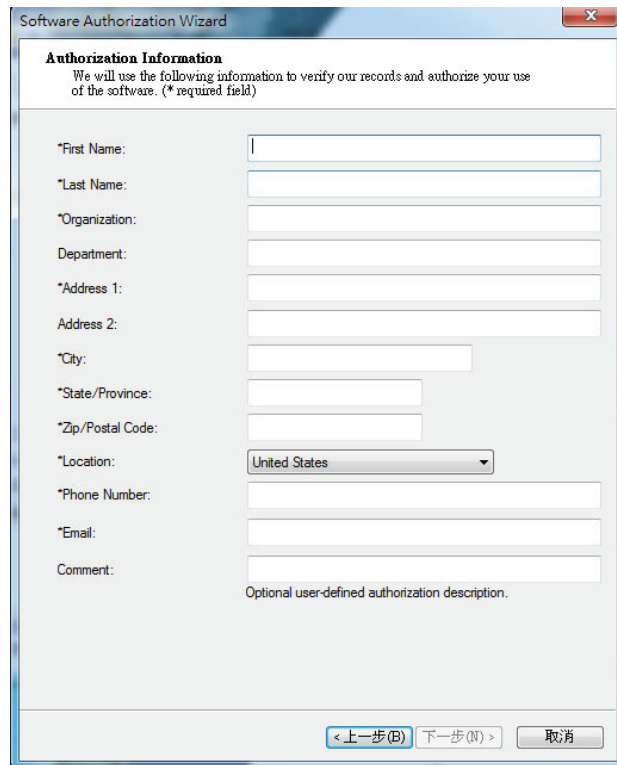 Software Authorization Wizard
Authorization Information
We will use the following information to verify our records and authorize your use
of the software. (* required field)
*First Name:
*Last Name:
*Organization:
Department:
*Address 1:
Address 2:
*City:
*State/Province:
*Zip/Postal Code:
*Location: United States
*Phone Number:
*Email:
Comment:
Optional user-defined authorization description.
<上一步(B) 下一步(N)> 取消